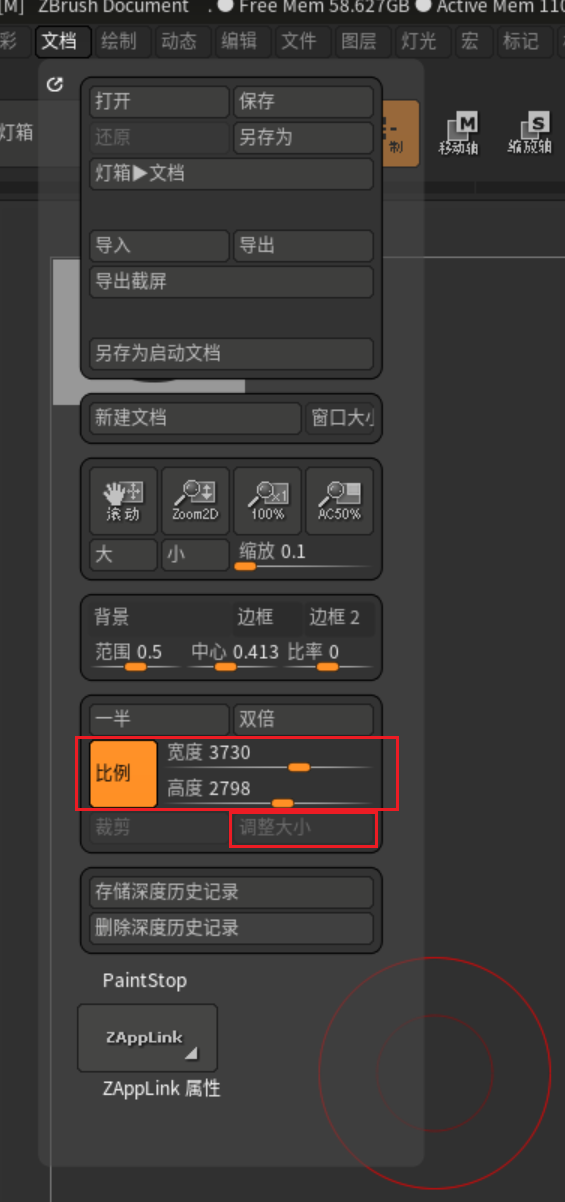 [M] ZBrush Document . Free Mem 58.627GB Active Mem 110
彩 文档 绘制 动态 编辑 文件 图层 灯光 宏 标记
打开 保存
灯箱 还原 另存为 制 移动轴 缩放轴
灯箱▶文档
导入 导出
导出截屏
另存为启动文档
新建文档 窗口大小
滚动 Zoom2D 100% AC50%
大 小 缩放 0.1
背景 边框 边框 2
范围 0.5 中心 0.413 比率 0
一半 双倍
比例 宽度 3730
高度 2798
裁剪 调整大小
存储深度历史记录
删除深度历史记录
PaintStop
ZAppLink
ZAppLink 属性